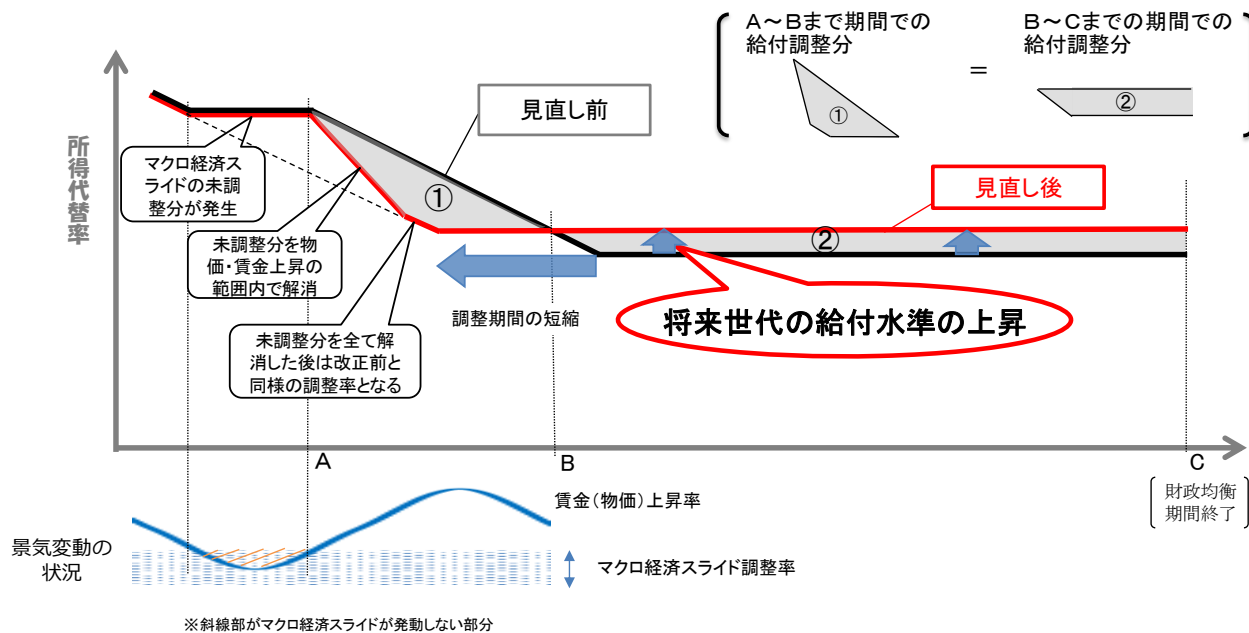 A～Bまで期間での
給付調整分
①
＝
B～Cまでの期間での
給付調整分
②
所得代替率
見直し前
見直し後
マクロ経済ス
ライドの未調
整分が発生
①
②
未調整分を物
価・賃金上昇の
範囲内で解消
調整期間の短縮
将来世代の給付水準の上昇
未調整分を全て解
消した後は改正前と
同様の調整率となる
A
B
C
財政均衡
期間終了
賃金(物価)上昇率
景気変動の
状況
マクロ経済スライド調整率
※斜線部がマクロ経済スライドが発動しない部分